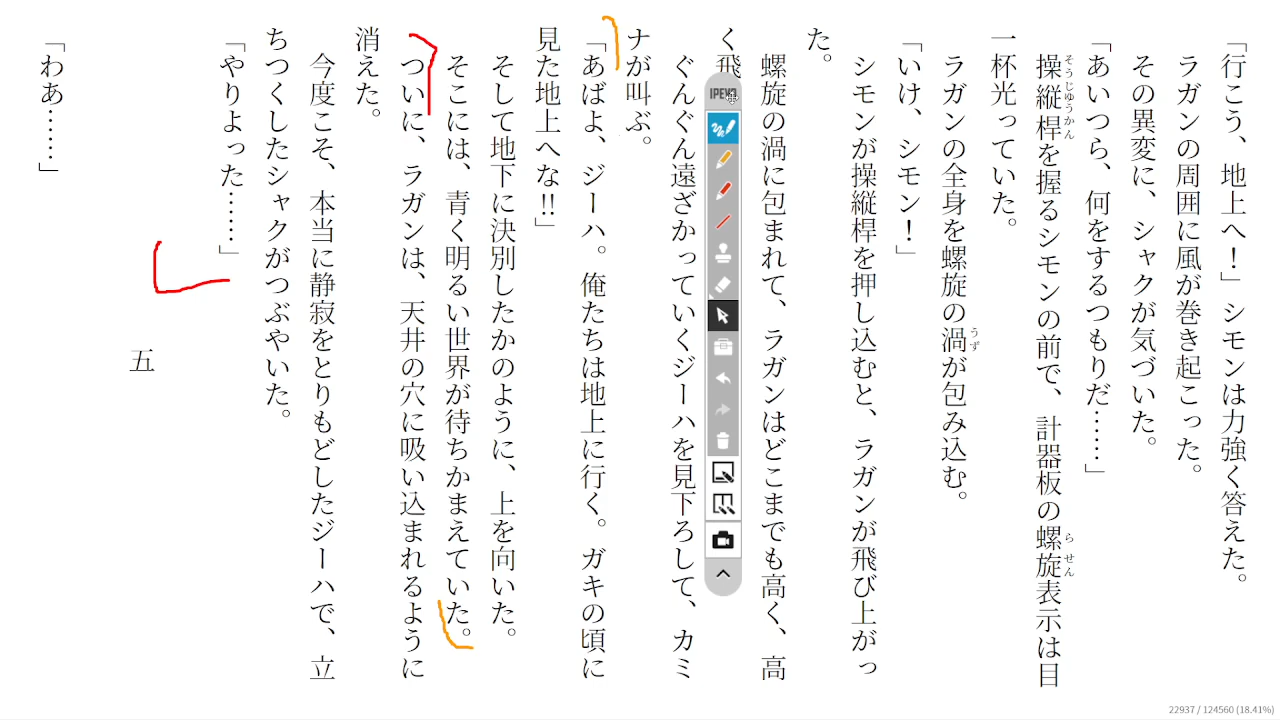 「行こう、地上へ！」シモンは力強く答えた。
ラガンの周囲に風が巻き起こった。
その異変に、シャクが気づいた。
「あいつら、何をするつもりだ……」
操縦桿を握るシモンの前で、計器板の螺旋表示は目
一杯光っていた。
ラガンの全身を螺旋の渦が包み込む。
「いけ、シモン！」
シモンが操縦桿を押し込むと、ラガンが飛び上がっ
た。
螺旋の渦に包まれて、ラガンはどこまでも高く、高
く飛
ぐんぐん遠ざかっていくジーハを見下ろして、カミ
ナが叫ぶ。
「あばよ、ジーハ。俺たちは地上に行く。ガキの頃に
見た地上へな!!」
そして地下に決別したかのように、上を向いた。
そこには、青く明るい世界が待ちかまえていた。
ついに、ラガンは、天井の穴に吸い込まれるように
消えた。
今度こそ、本当に静寂をとりもどしたジーハで、立
ちつくしたシャクがつぶやいた。
「やりよった……」
五
「わあ……」
22937 / 124560 (18.41%)